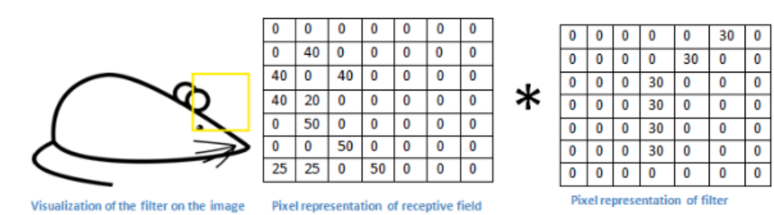 0 0 0 0 0 0 0
0 40 0 0 0 0 0
40 0 40 0 0 0 0
40 20 0 0 0 0 0
0 50 0 0 0 0 0
0 0 50 0 0 0 0
25 25 0 50 0 0 0
*
0 0 0 0 0 30 0
0 0 0 0 30 0 0
0 0 0 30 0 0 0
0 0 0 30 0 0 0
0 0 0 30 0 0 0
0 0 0 30 0 0 0
0 0 0 0 0 0 0
Visualization of the filter on the image
Pixel representation of receptive field
Pixel representation of filter